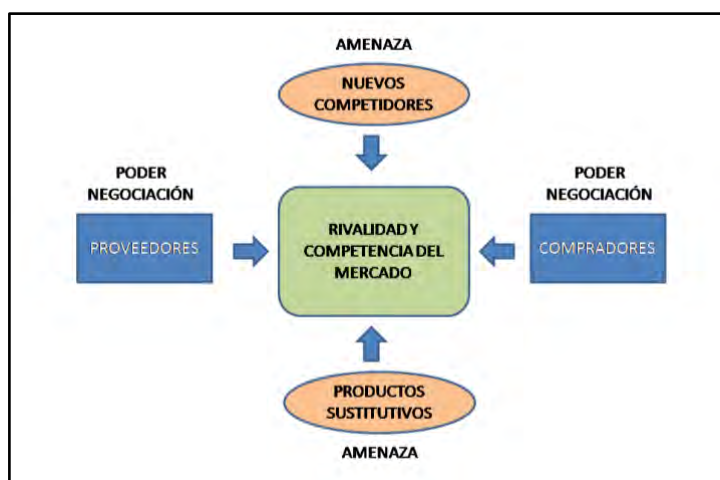 AMENAZA
NUEVOS
COMPETIDORES
PODER
NEGOCIACIÓN
PROVEEDORES
RIVALIDAD Y
COMPETENCIA DEL
MERCADO
PODER
NEGOCIACIÓN
COMPRADORES
PRODUCTOS
SUSTITUTIVOS
AMENAZA